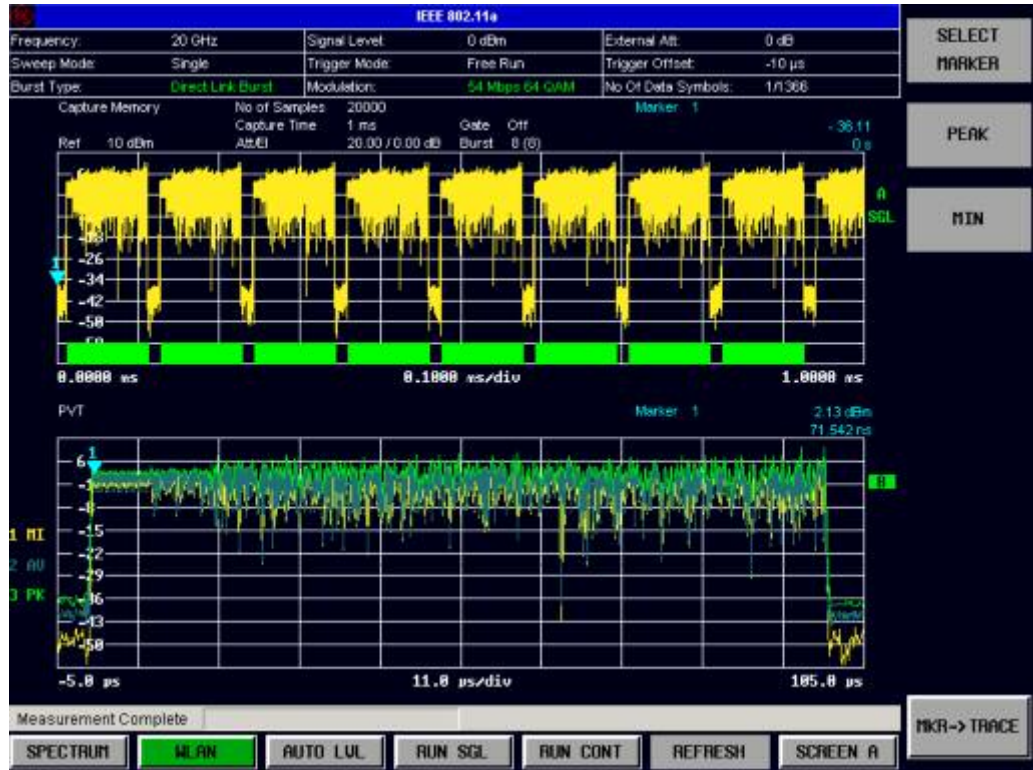 IEEE 802.11a
Frequency: 20 GHz Signal Level: 0 dBm External Att: 0 dB
Sweep Mode: Single Trigger Mode: Free Run Trigger Offset: -10 µs
Burst Type: Direct Link Burst Modulation: 54 Mbps 64 QAM No Of Data Symbols: 1/1366
Capture Memory No of Samples 20000 Marker 1
Capture Time 1 ms Gate Off -36.11
Ref 10 dBm Att/El 20.00 / 0.00 dB Burst 8 (8) 0 s
A
SGL
1
-26
-34
-42
-50
0.0000 ms 0.1000 ms/div 1.0000 ms
PVT Marker 1 2.13 dBm
71.542 ns
6
1
B
-15
1 MI
-22
2 AV
-29
3 PK
-36
-43
-50
-5.0 µs 11.0 µs/div 105.0 µs
Measurement Complete
SPECTRUM WLAN AUTO LVL RUN SGL RUN CONT REFRESH SCREEN A
SELECT
MARKER
PEAK
MIN
MKR-> TRACE